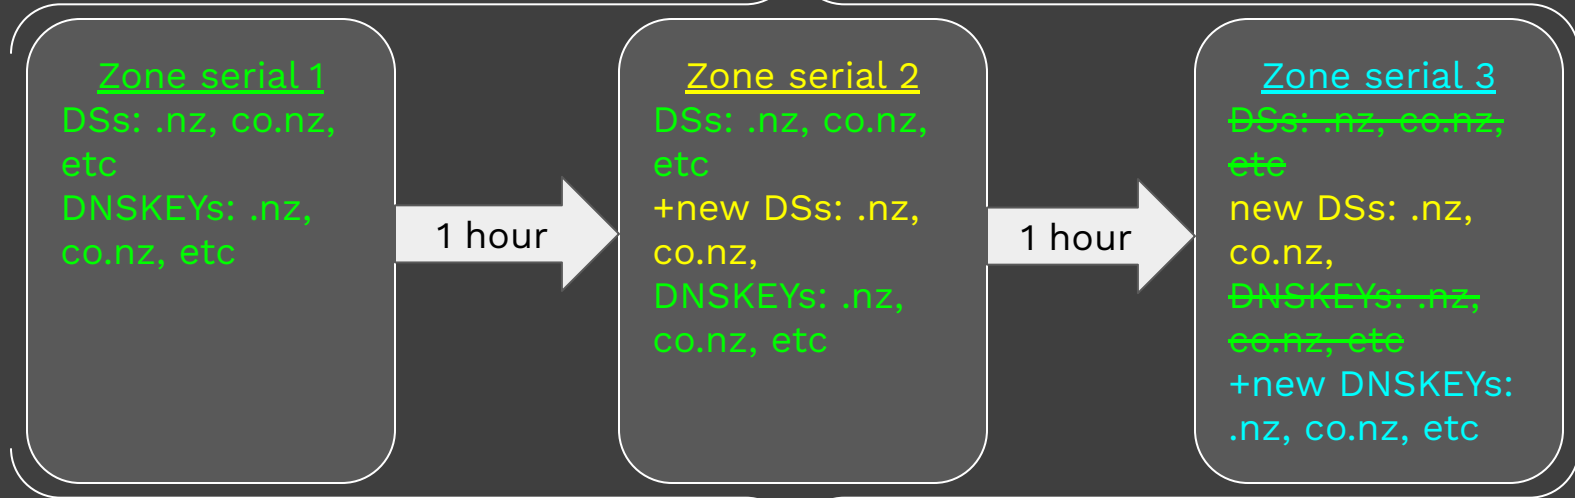 Zone serial 1
DSs: .nz, co.nz,
etc
DNSKEYs: .nz,
co.nz, etc
1 hour
Zone serial 2
DSs: .nz, co.nz,
etc
+new DSs: .nz,
co.nz,
DNSKEYs: .nz,
co.nz, etc
1 hour
Zone serial 3
DSs: .nz, co.nz,
etc
new DSs: .nz,
co.nz,
DNSKEYs: .nz,
co.nz, etc
+new DNSKEYs:
.nz, co.nz, etc